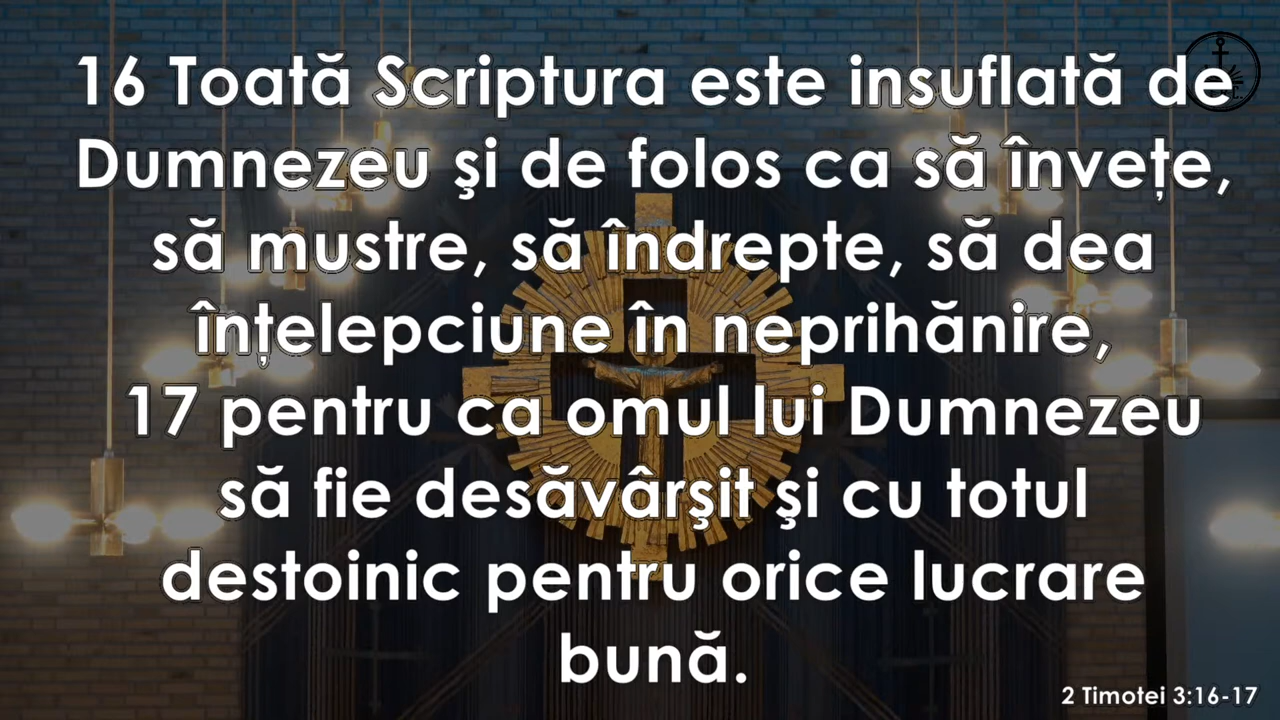 16 Toată Scriptura este insuflată de
Dumnezeu şi de folos ca să înveţe,
să mustre, să îndrepte, să dea
înţelepciune în neprihănire,
17 pentru ca omul lui Dumnezeu
să fie desăvârşit şi cu totul
destoinic pentru orice lucrare
bună.
2 Timotei 3:16-17